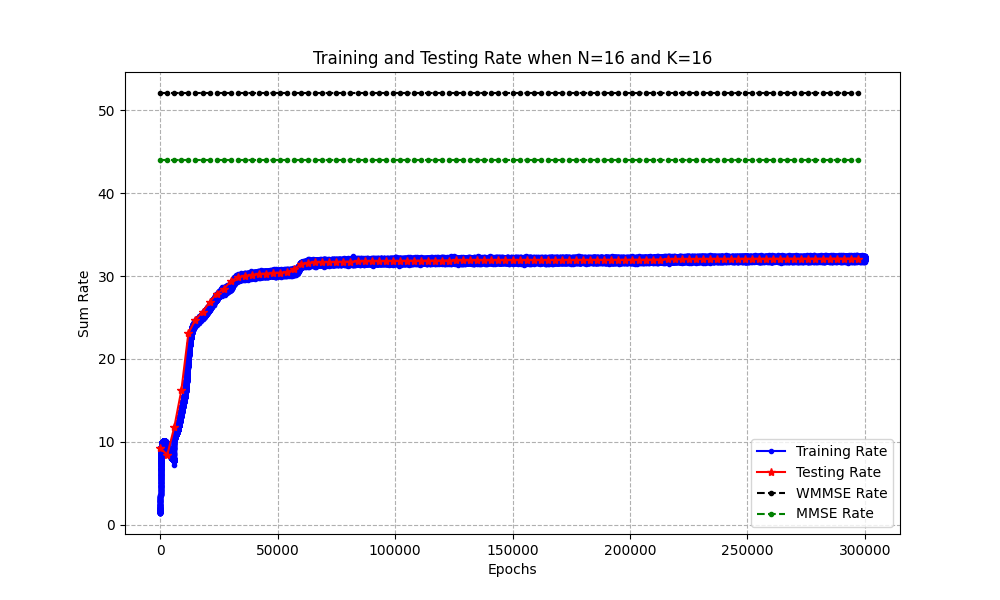 Training and Testing Rate when N=16 and K=16
Sum Rate
50
40
30
20
10
0
Training Rate
Testing Rate
WMMSE Rate
MMSE Rate
0 50000 100000 150000 200000 250000 300000
Epochs